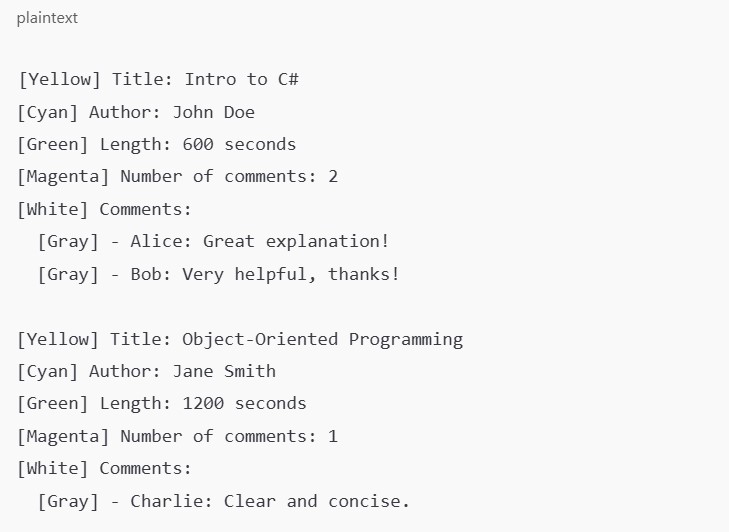 plaintext
[Yellow] Title: Intro to C#
[Cyan] Author: John Doe
[Green] Length: 600 seconds
[Magenta] Number of comments: 2
[White] Comments:
  [Gray] - Alice: Great explanation!
  [Gray] - Bob: Very helpful, thanks!

[Yellow] Title: Object-Oriented Programming
[Cyan] Author: Jane Smith
[Green] Length: 1200 seconds
[Magenta] Number of comments: 1
[White] Comments:
  [Gray] - Charlie: Clear and concise.